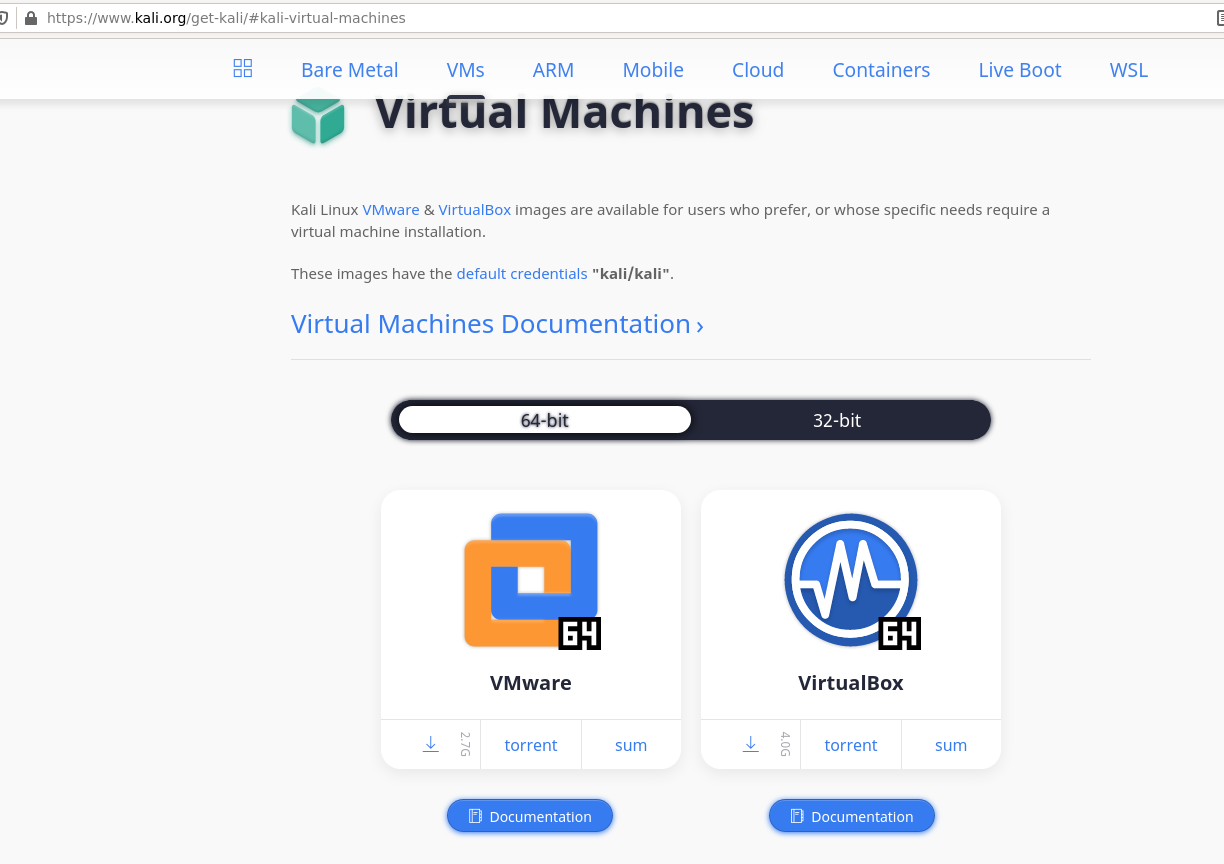 https://www.kali.org/get-kali/#kali-virtual-machines
Bare Metal VMs ARM Mobile Cloud Containers Live Boot WSL
Virtual Machines
Kali Linux VMware & VirtualBox images are available for users who prefer, or whose specific needs require a
virtual machine installation.
These images have the default credentials "kali/kali".
Virtual Machines Documentation ›
64-bit 32-bit
64 64
VMware VirtualBox
2.7G torrent sum 4.0G torrent sum
Documentation Documentation